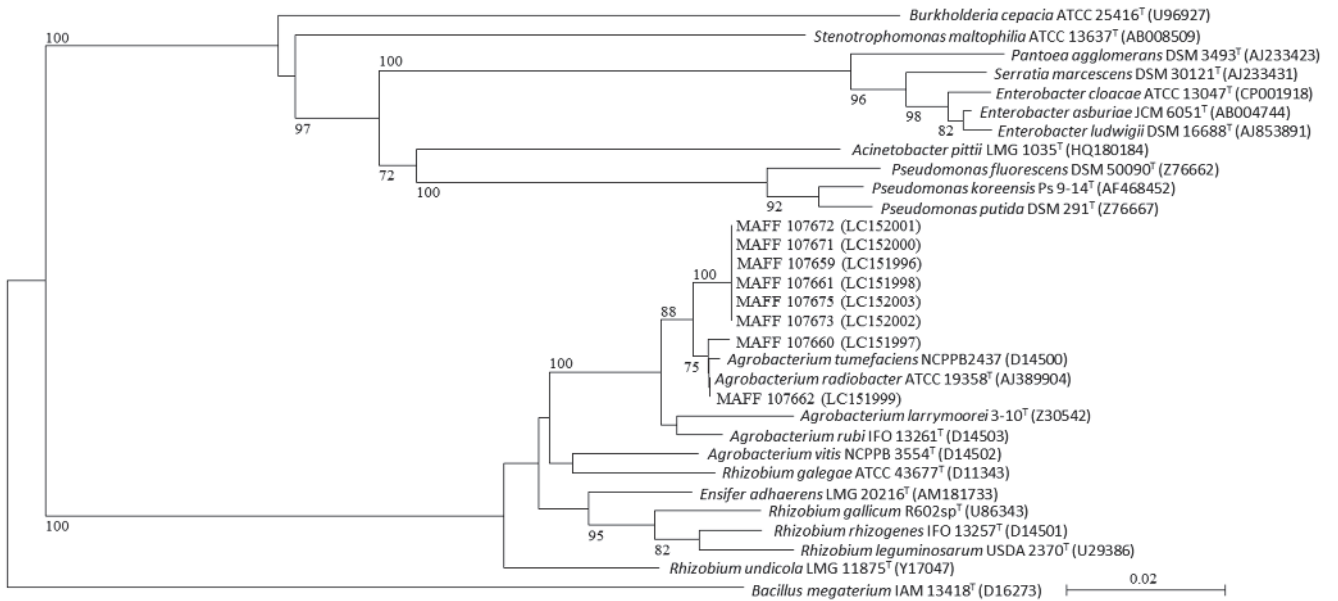 Burkholderia cepacia ATCC 25416T (U96927)
100
Stenotrophomonas maltophilia ATCC 13637T (AB008509)
Pantoea agglomerans DSM 3493T (AJ233423)
100
Serratia marcescens DSM 30121T (AJ233431)
Enterobacter cloacae ATCC 13047T (CP001918)
96
Enterobacter asburiae JCM 6051T (AB004744)
98
97
82
Enterobacter ludwigii DSM 16688T (AJ853891)
Acinetobacter pittii LMG 1035T (HQ180184)
72
Pseudomonas fluorescens DSM 50090T (Z76662)
100
Pseudomonas koreensis Ps 9-14T (AF468452)
92
Pseudomonas putida DSM 291T (Z76667)
MAFF 107672 (LC152001)
MAFF 107671 (LC152000)
MAFF 107659 (LC151996)
100
MAFF 107661 (LC151998)
MAFF 107675 (LC152003)
88
MAFF 107673 (LC152002)
MAFF 107660 (LC151997)
100
75
Agrobacterium tumefaciens NCPPB2437 (D14500)
Agrobacterium radiobacter ATCC 19358T (AJ389904)
MAFF 107662 (LC151999)
Agrobacterium larrymoorei 3-10T (Z30542)
Agrobacterium rubi IFO 13261T (D14503)
Agrobacterium vitis NCPPB 3554T (D14502)
Rhizobium galegae ATCC 43677T (D11343)
Ensifer adhaerens LMG 20216T (AM181733)
Rhizobium gallicum R602spT (U86343)
100
95
Rhizobium rhizogenes IFO 13257T (D14501)
82
Rhizobium leguminosarum USDA 2370T (U29386)
Rhizobium undicola LMG 11875T (Y17047)
Bacillus megaterium IAM 13418T (D16273)
0.02